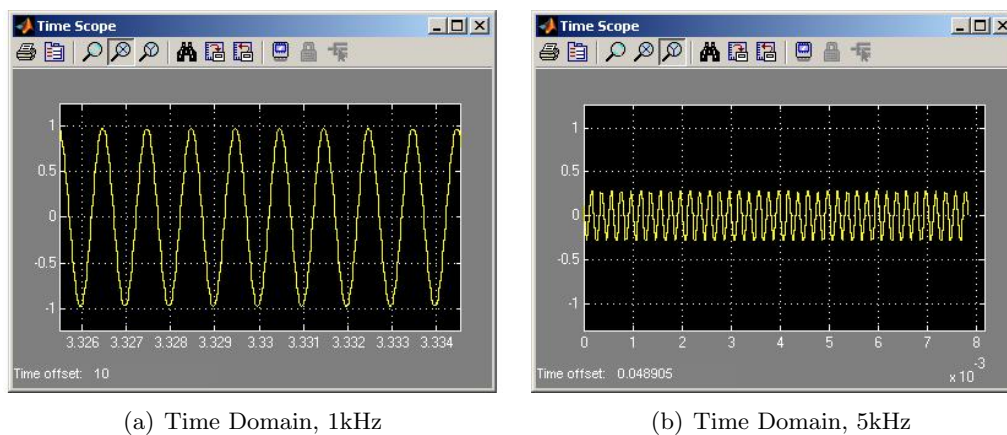 Time Scope
1
0.5
0
-0.5
-1
3.326 3.327 3.328 3.329 3.33 3.331 3.332 3.333 3.334
Time offset: 10
(a) Time Domain, 1kHz
Time Scope
1
0.5
0
-0.5
-1
0 1 2 3 4 5 6 7 8
x 10-3
Time offset: 0.048905
(b) Time Domain, 5kHz